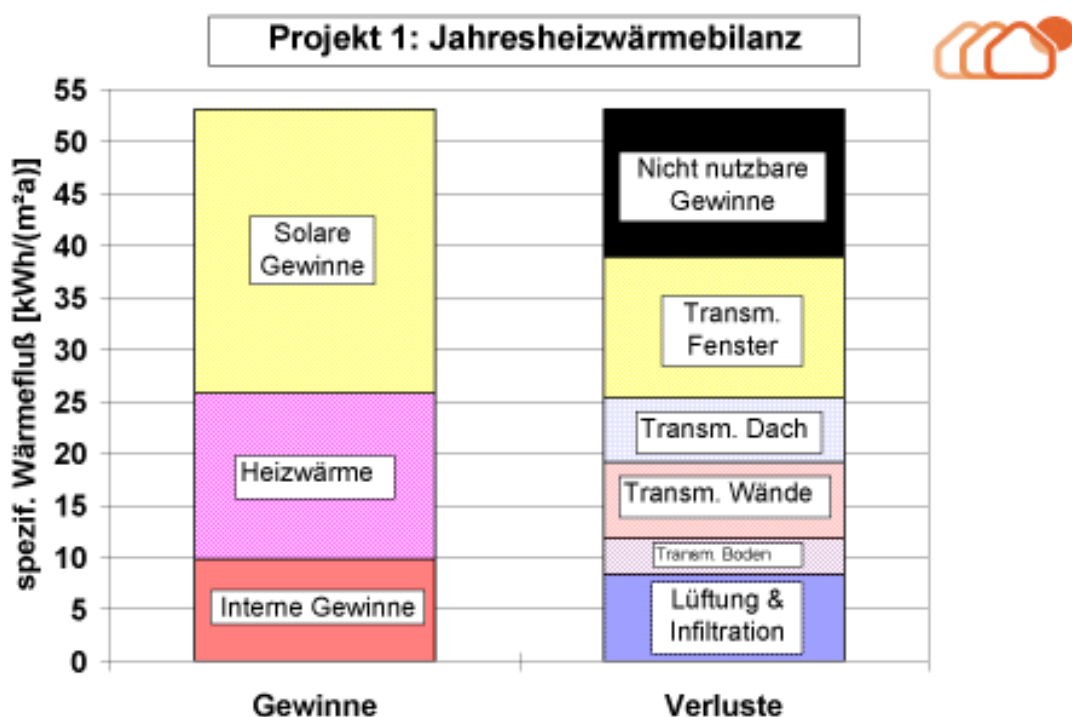 Projekt 1: Jahresheizwärmebilanz
spezif. Wärmefluß [kWh/(m²a)]
55
50
45
40
35
30
25
20
15
10
5
0
Solare
Gewinne
Heizwärme
Interne Gewinne
Nicht nutzbare
Gewinne
Transm.
Fenster
Transm. Dach
Transm. Wände
Transm. Boden
Lüftung &
Infiltration
Gewinne
Verluste